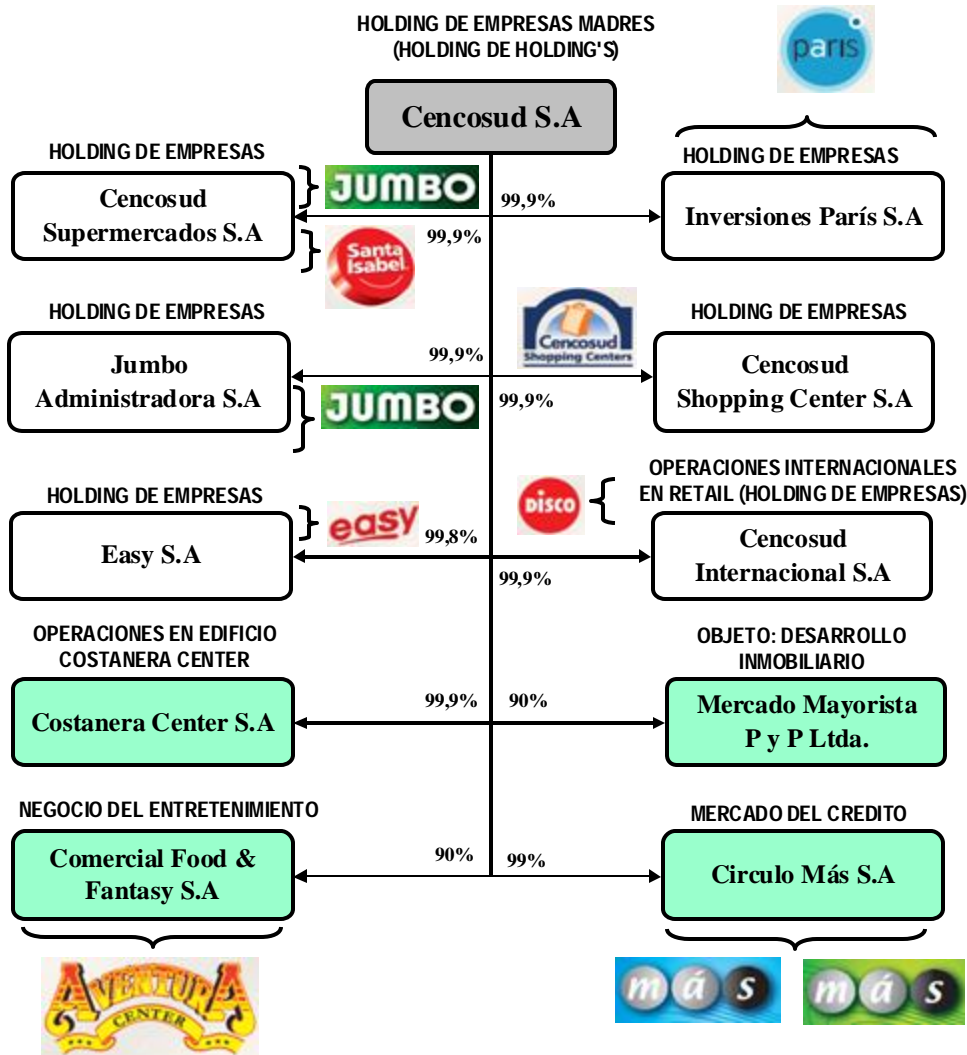 HOLDING DE EMPRESAS MADRES
(HOLDING DE HOLDING'S)
paris
Cencosud S.A
HOLDING DE EMPRESAS
Cencosud
Supermercados S.A
JUMBO
99,9%
Santa
Isabel
HOLDING DE EMPRESAS
Inversiones París S.A
99,9%
HOLDING DE EMPRESAS
Jumbo
Administradora S.A
99,9%
JUMBO
Cencosud
Shopping Centers
HOLDING DE EMPRESAS
Cencosud
Shopping Center S.A
99,9%
HOLDING DE EMPRESAS
Easy S.A
easy
99,8%
DISCO
OPERACIONES INTERNACIONALES
EN RETAIL (HOLDING DE EMPRESAS)
Cencosud
Internacional S.A
99,9%
OPERACIONES EN EDIFICIO
COSTANERA CENTER
Costanera Center S.A
99,9%
90%
OBJETO: DESARROLLO
INMOBILIARIO
Mercado Mayorista
P y P Ltda.
NEGOCIO DEL ENTRETENIMIENTO
Comercial Food &
Fantasy S.A
90%
99%
MERCADO DEL CREDITO
Circulo Más S.A
AVENTURA
CENTER
más
más